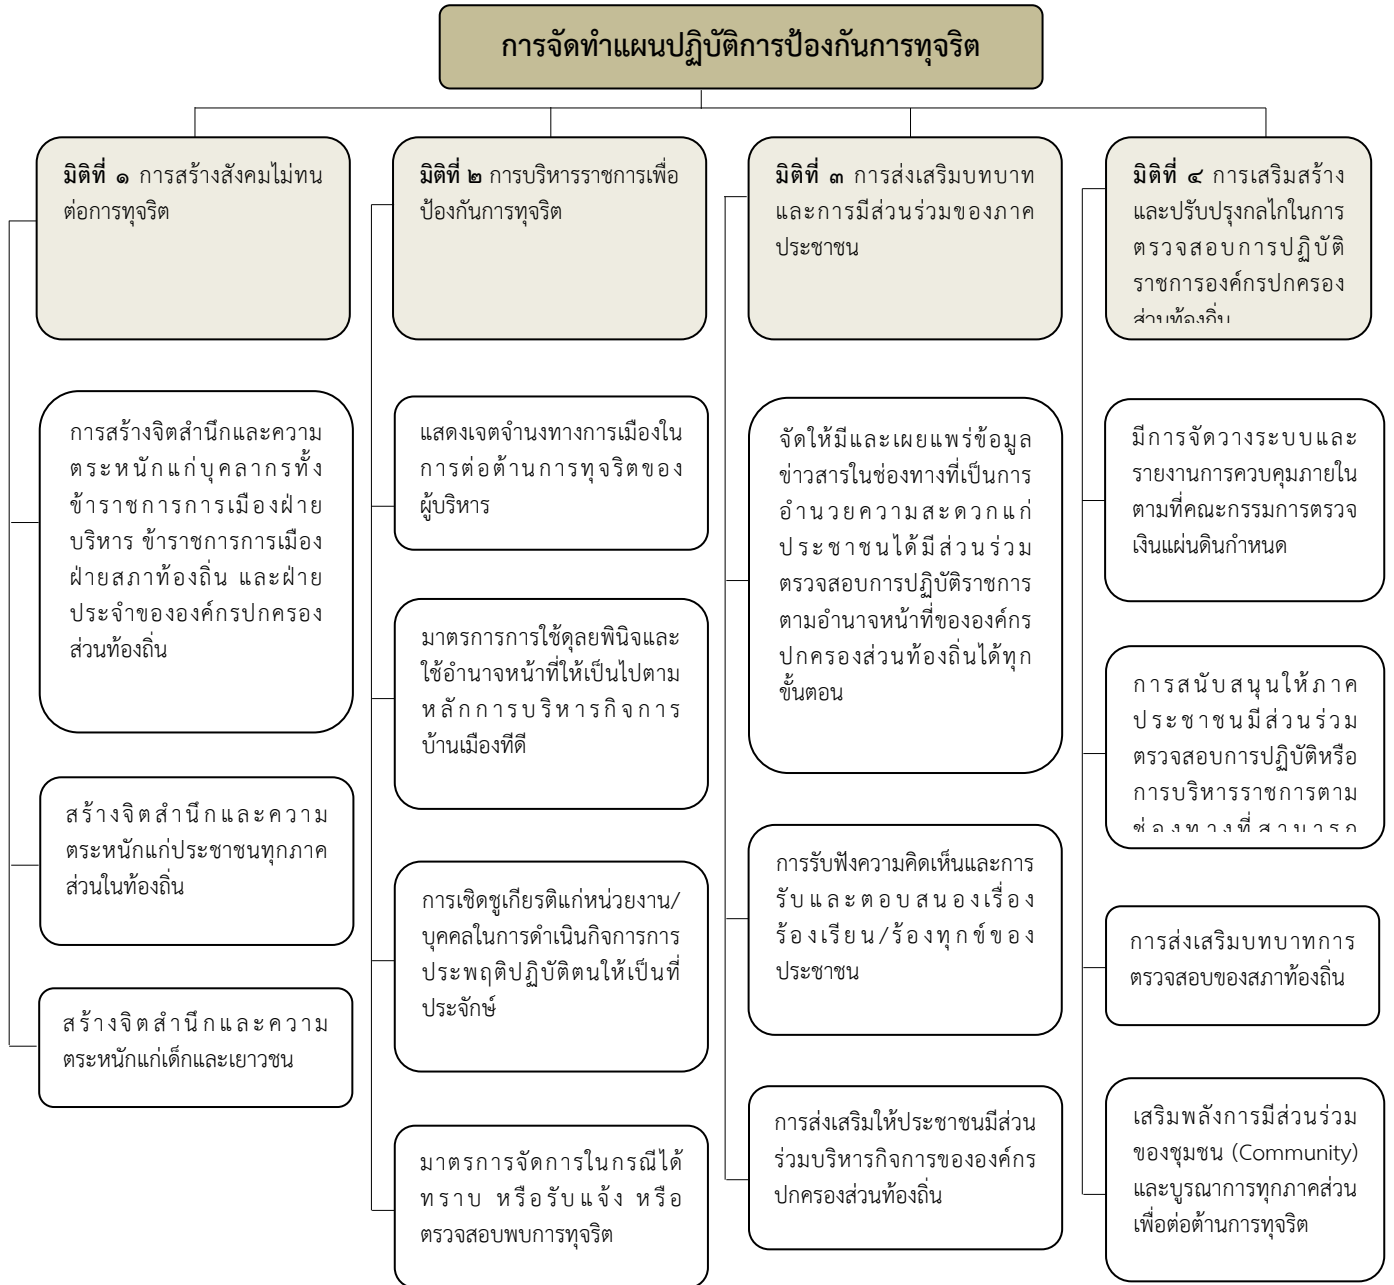 การจัดทำแผนปฏิบัติการป้องกันการทุจริต
มิติที่ ๑ การสร้างสังคมไม่ทน
ต่อการทุจริต
การสร้างจิตสำนึกและความ
ตระหนักแก่บุคลากรทั้ง
ข้าราชการการเมืองฝ่าย
บริหาร ข้าราชการการเมือง
ฝ่ายสภาท้องถิ่น และฝ่าย
ประจำขององค์กรปกครอง
ส่วนท้องถิ่น
สร้างจิตสำนึกและความ
ตระหนักแก่ประชาชนทุกภาค
ส่วนในท้องถิ่น
สร้างจิตสำนึกและความ
ตระหนักแก่เด็กและเยาวชน
มิติที่ ๒ การบริหารราชการเพื่อ
ป้องกันการทุจริต
แสดงเจตจำนงทางการเมืองใน
การต่อต้านการทุจริตของ
ผู้บริหาร
มาตรการการใช้ดุลยพินิจและ
ใช้อำนาจหน้าที่ให้เป็นไปตาม
หลักการบริหารกิจการ
บ้านเมืองทีดี
การเชิดชูเกียรติแก่หน่วยงาน/
บุคคลในการดำเนินกิจการการ
ประพฤติปฏิบัติตนให้เป็นที่
ประจักษ์
มาตรการจัดการในกรณีได้
ทราบ หรือรับแจ้ง หรือ
ตรวจสอบพบการทุจริต
มิติที่ ๓ การส่งเสริมบทบาท
และการมีส่วนร่วมของภาค
ประชาชน
จัดให้มีและเผยแพร่ข้อมูล
ข่าวสารในช่องทางที่เป็นการ
อำนวยความสะดวกแก่
ประชาชนได้มีส่วนร่วม
ตรวจสอบการปฏิบัติราชการ
ตามอำนาจหน้าที่ขององค์กร
ปกครองส่วนท้องถิ่นได้ทุก
ขั้นตอน
การรับฟังความคิดเห็นและการ
รับและตอบสนองเรื่อง
ร้องเรียน/ร้องทุกข์ของ
ประชาชน
การส่งเสริมให้ประชาชนมีส่วน
ร่วมบริหารกิจการขององค์กร
ปกครองส่วนท้องถิ่น
มิติที่ ๔ การเสริมสร้าง
และปรับปรุงกลไกในการ
ตรวจสอบการปฏิบัติ
ราชการองค์กรปกครอง
ส่วนท้องถิ่น
มีการจัดวางระบบและ
รายงานการควบคุมภายใน
ตามที่คณะกรรมการตรวจ
เงินแผ่นดินกำหนด
การสนับสนุนให้ภาค
ประชาชนมีส่วนร่วม
ตรวจสอบการปฏิบัติหรือ
การบริหารราชการตาม
ช่องทางที่สามารถ
การส่งเสริมบทบาทการ
ตรวจสอบของสภาท้องถิ่น
เสริมพลังการมีส่วนร่วม
ของชุมชน (Community)
และบูรณาการทุกภาคส่วน
เพื่อต่อต้านการทุจริต